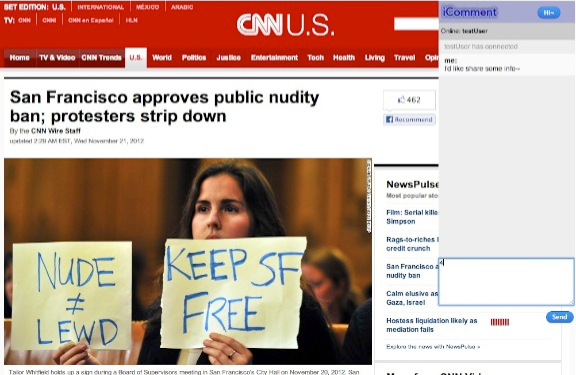 SET EDITION: U.S. INTERNATIONAL MÉXICO ARABIC
TV: CNN CNNi CNN en Español HLN
CNN U.S.
Home TV & Video CNN Trends U.S. World Politics Justice Entertainment Tech Health Living Travel Opi
San Francisco approves public nudity
ban; protesters strip down
By the CNN Wire Staff
updated 2:29 AM EST, Wed November 21, 2012
462
Recommend
NUDE
≠
LEWD
KEEP SF
FREE
Talor Whitfield holds up a sign during a Board of Supervisors meeting in San Francisco's City Hall on November 20, 2012. San
NewsPulse
Most popular sto
Film: Serial kille
Simpson
Rags-to-riches
credit crunch
San Francisco a
nudity ban
Calm elusive as
Gaza, Israel
Hostess liquidation likely as
mediation fails
Explore the news with NewsPulse »
iComment
Hi~
Online: testUser
testUser has connected
me:
I'd like share some info~
Send